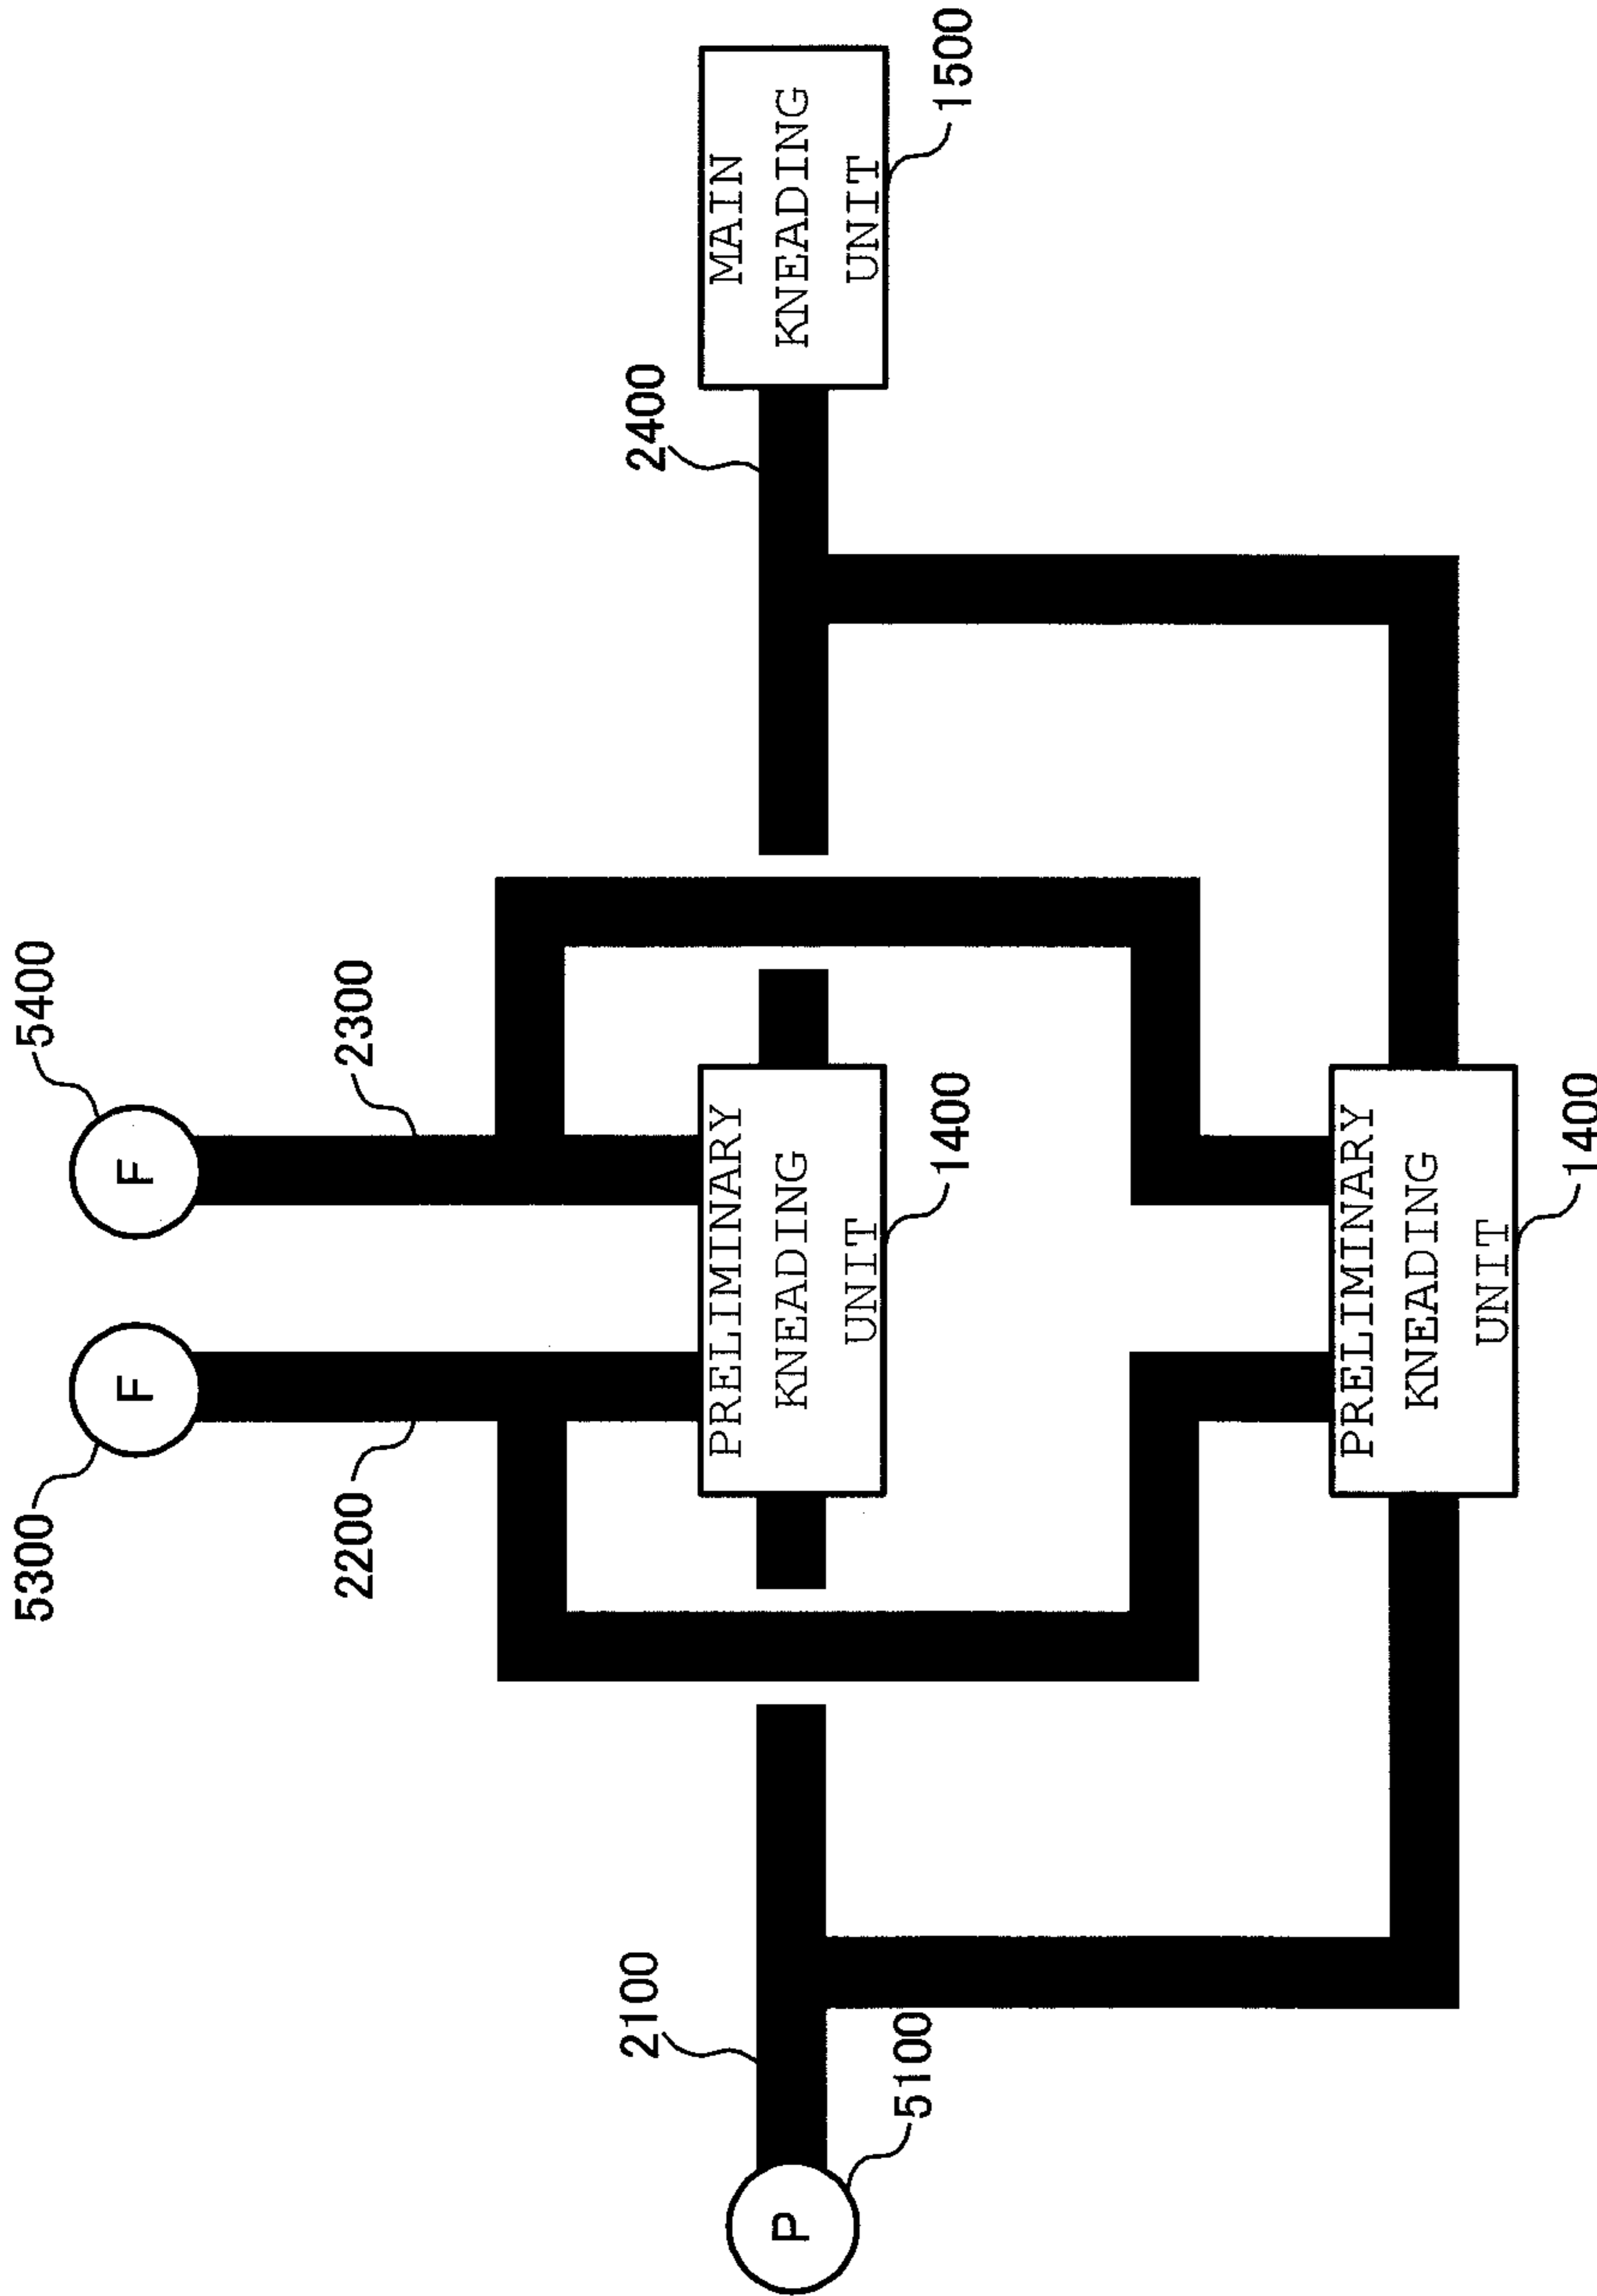 5300
5400
F
F
2200
2300
2100
2400
P
5100
PRELIMINARY
KNEADING
UNIT
1400
MAIN
KNEADING
UNIT
1500
PRELIMINARY
KNEADING
UNIT
1400